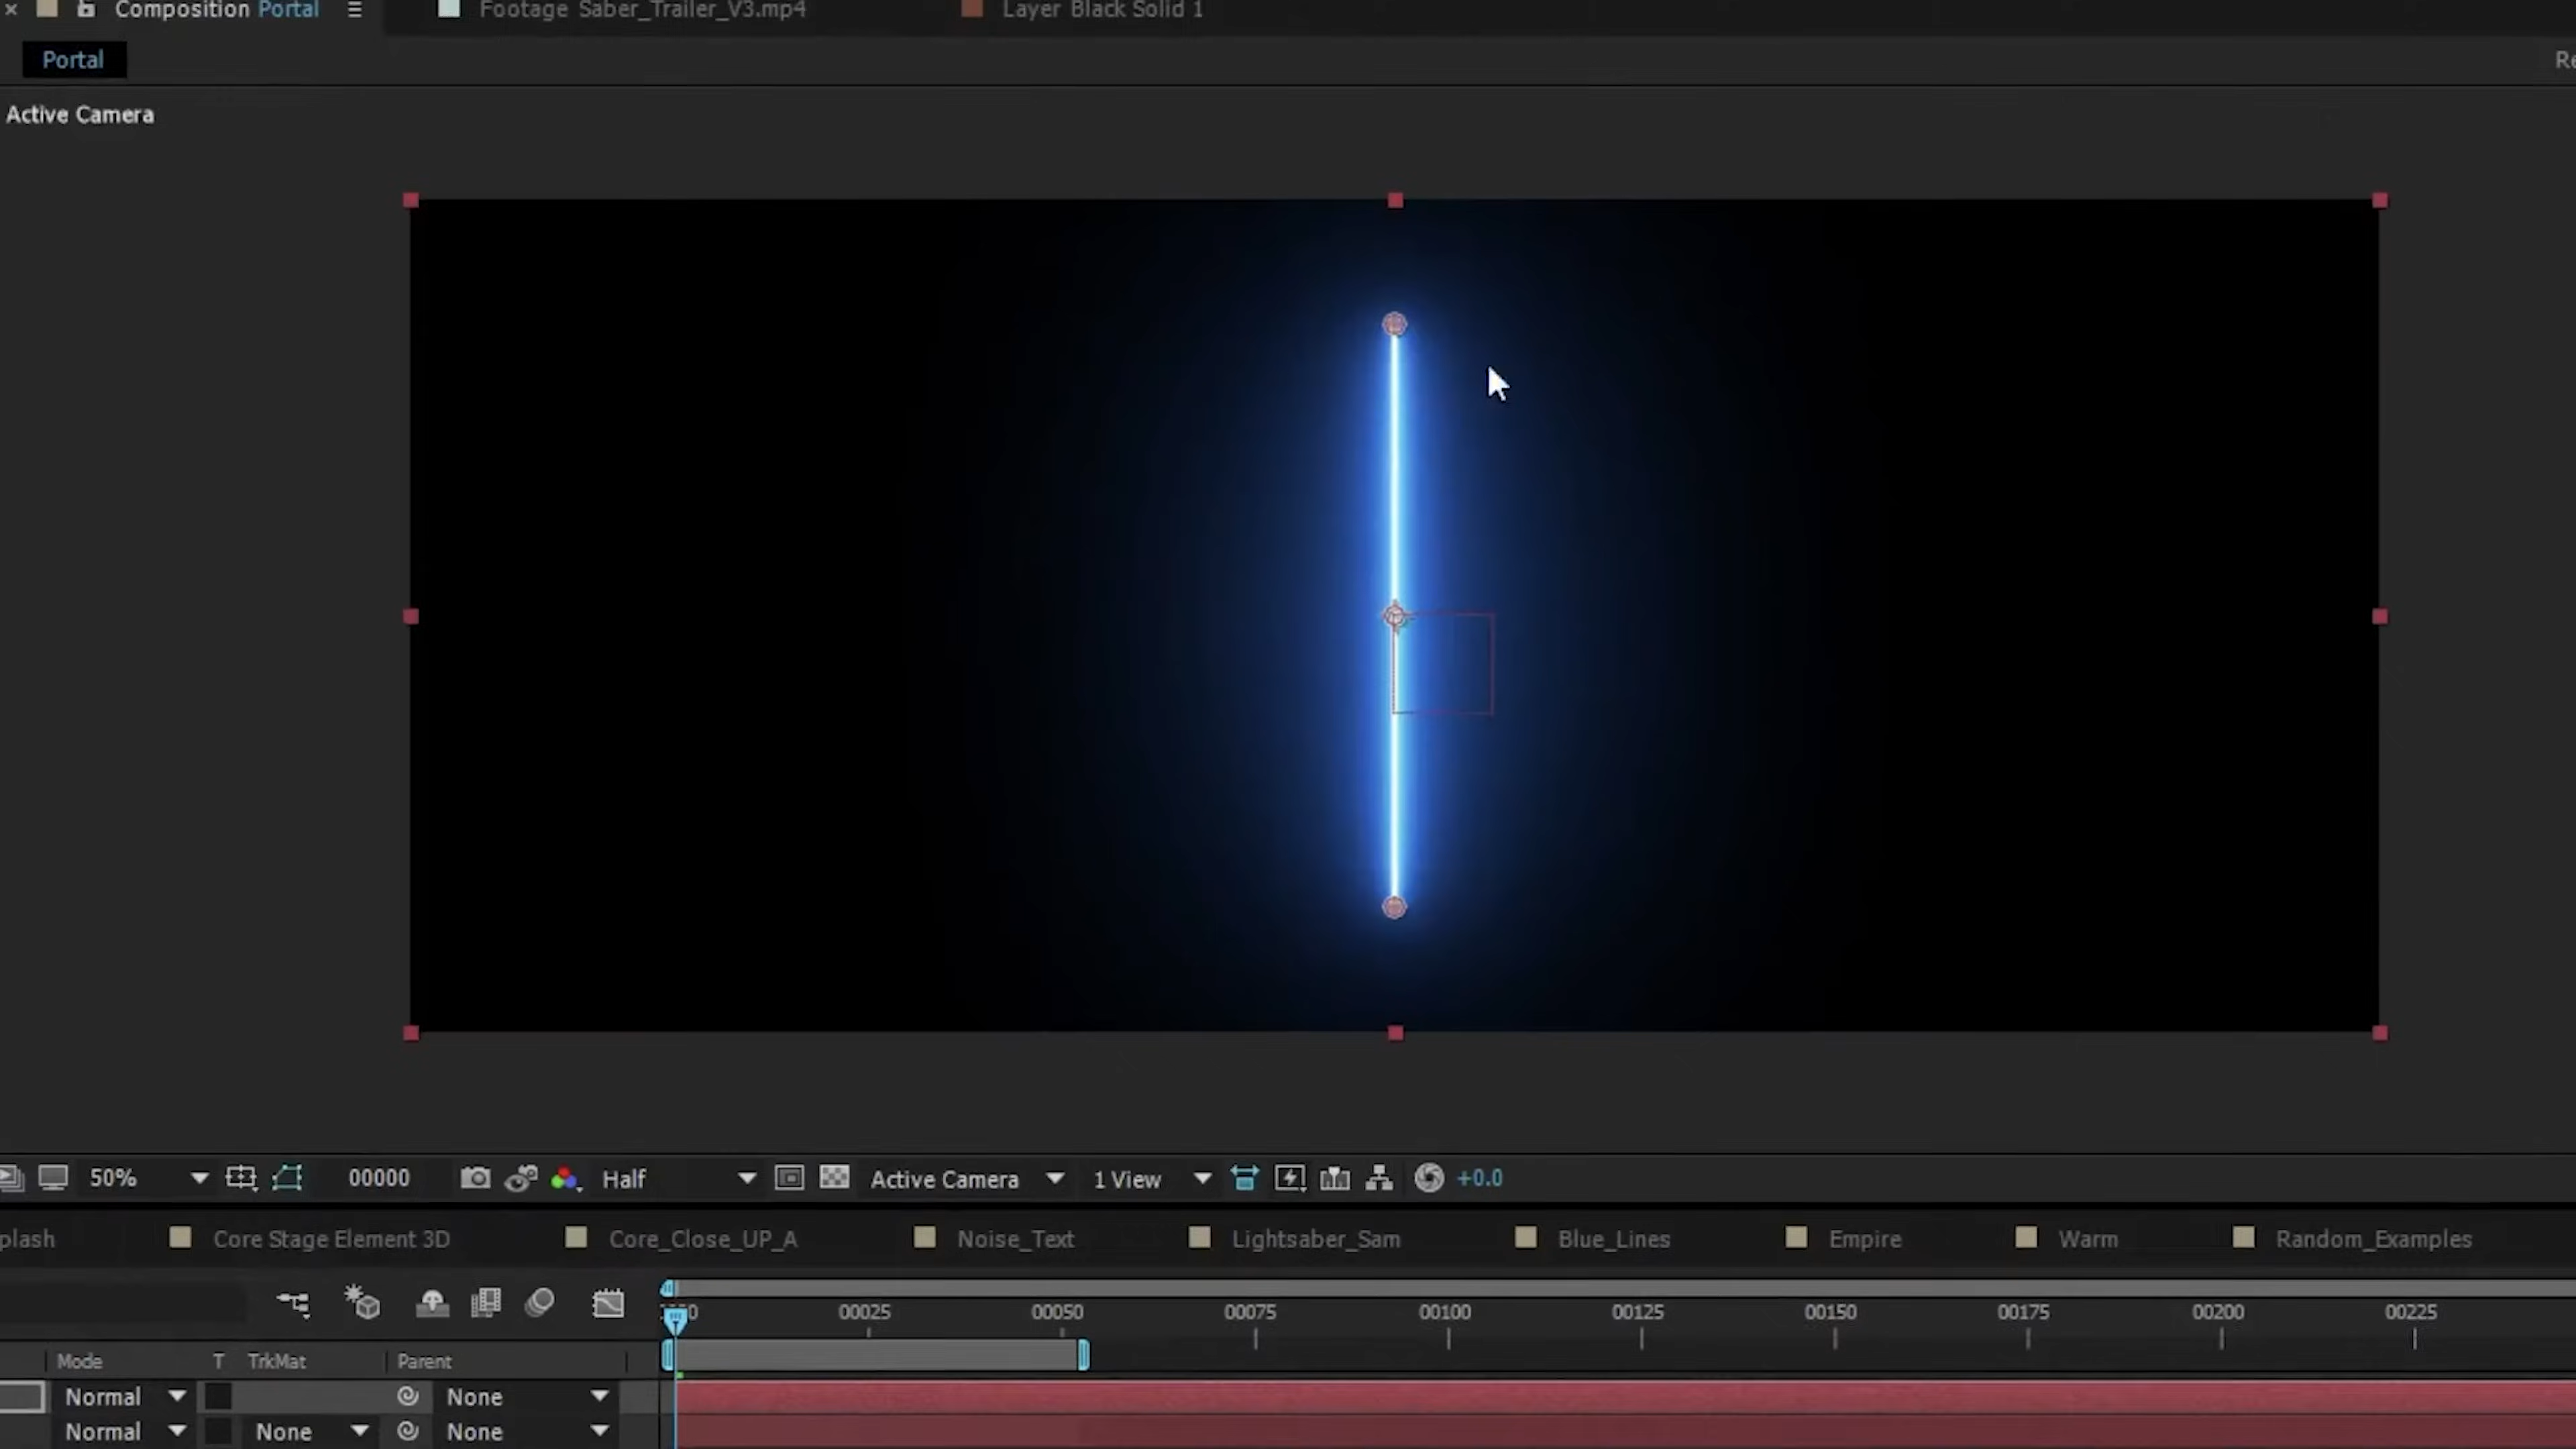 Composition Portal Footage Saber_Trailer_V3.mp4 Layer Black Solid 1
Portal Re
Active Camera
50% 00000 Half Active Camera 1 View +0.0
plash Core Stage Element 3D Core_Close_UP_A Noise_Text Lightsaber_Sam Blue_Lines Empire Warm Random_Examples
0 00025 00050 00075 00100 00125 00150 00175 00200 00225
Mode T TrkMat Parent
Normal None
Normal None None